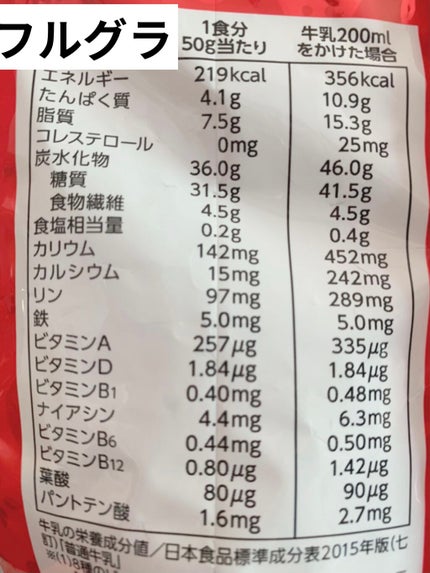 フルグラ
1食分 牛乳200ml
50g当たり をかけた場合
エネルギー 219kcal 356kcal
たんぱく質 4.1g 10.9g
脂質 7.5g 15.3g
コレステロール 0mg 25mg
炭水化物 36.0g 46.0g
糖質 31.5g 41.5g
食物繊維 4.5g 4.5g
食塩相当量 0.2g 0.4g
カリウム 142mg 452mg
カルシウム 15mg 242mg
リン 97mg 289mg
鉄 5.0mg 5.0mg
ビタミンA 257μg 335μg
ビタミンD 1.84μg 1.84μg
ビタミンB1 0.40mg 0.48mg
ナイアシン 4.4mg 6.3mg
ビタミンB6 0.44mg 0.50mg
ビタミンB12 0.80μg 1.42μg
葉酸 80μg 90μg
パントテン酸 1.6mg 2.7mg
牛乳の栄養成分値/日本食品標準成分表2015年版(七
訂)「普通牛乳」
※(1)8種の